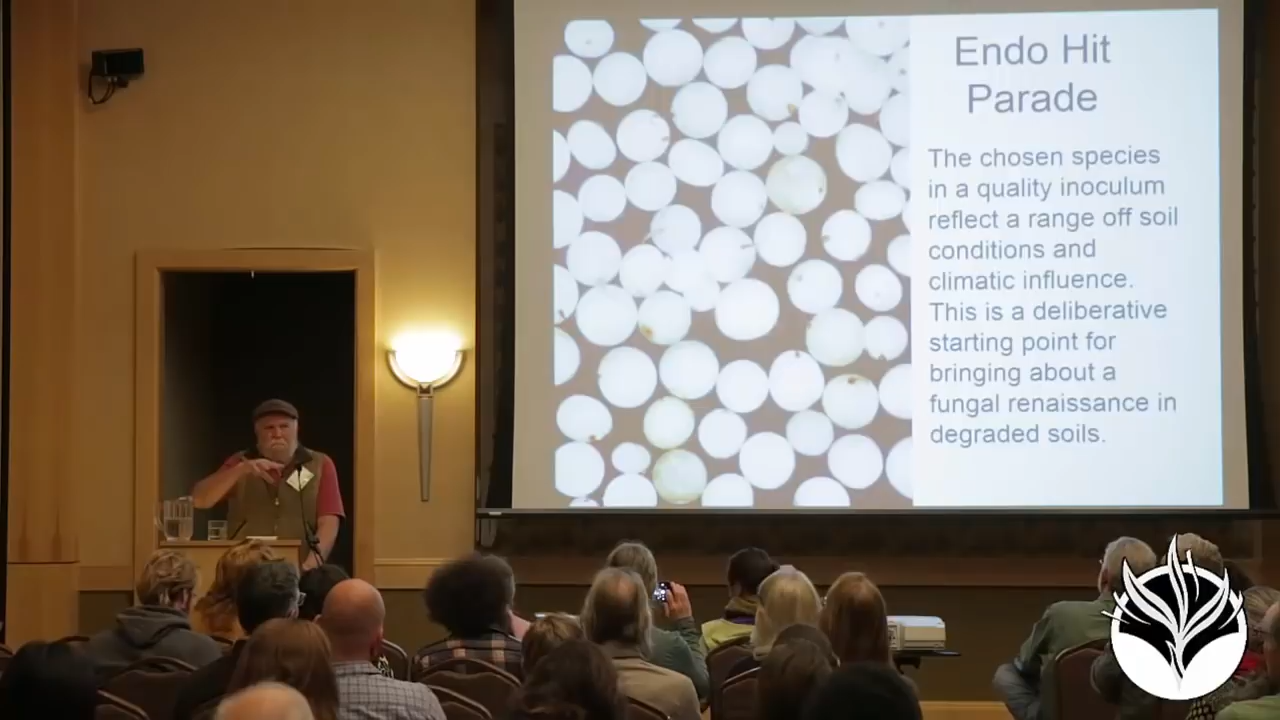 Endo Hit
Parade
The chosen species
in a quality inoculum
reflect a range off soil
conditions and
climatic influence.
This is a deliberative
starting point for
bringing about a
fungal renaissance in
degraded soils.